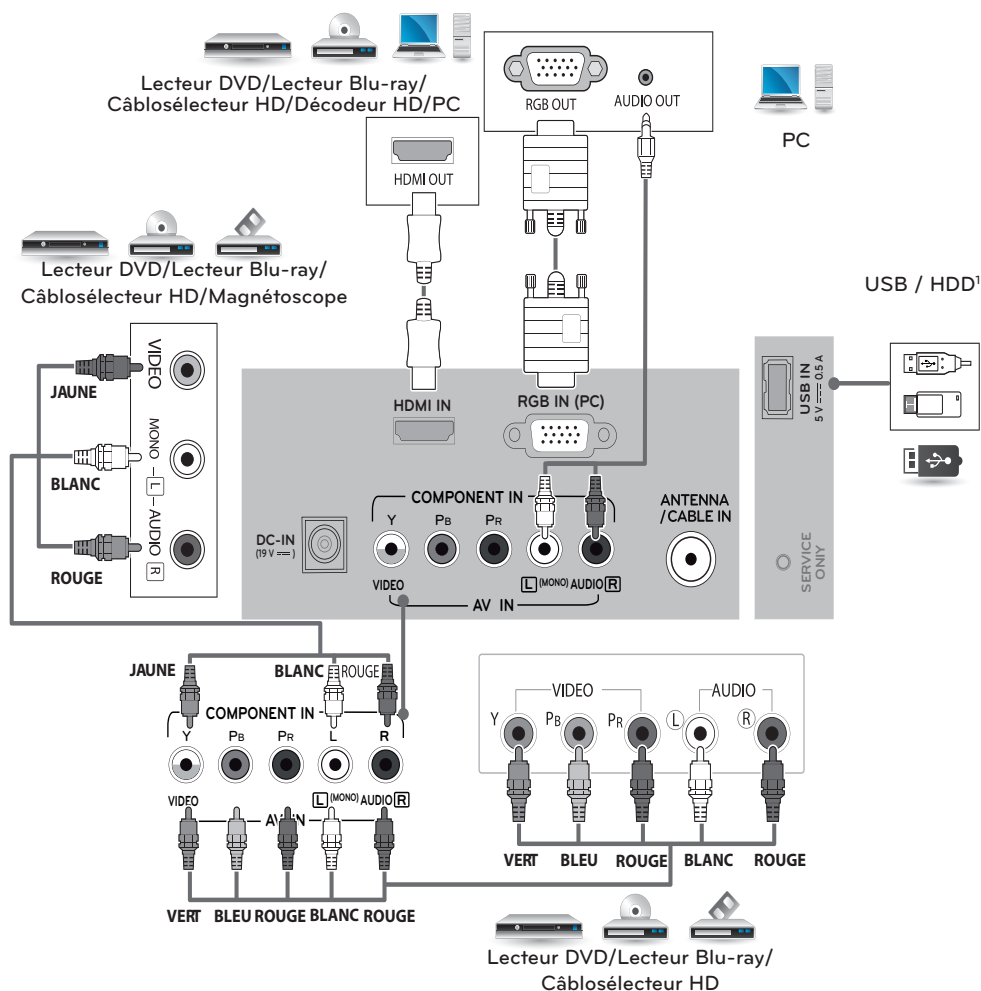 Lecteur DVD/Lecteur Blu-ray/
Câblosélecteur HD/Décodeur HD/PC
RGB OUT
AUDIO OUT
PC
HDMI OUT
Lecteur DVD/Lecteur Blu-ray/
Câblosélecteur HD/Magnétoscope
USB / HDD¹
VIDEO
JAUNE
MONO
BLANC
L
AUDIO
R
ROUGE
HDMI IN
RGB IN (PC)
USB IN
5 V 0.5 A
COMPONENT IN
Y PB PR
ANTENNA
/CABLE IN
DC-IN
(19 V )
VIDEO
L (MONO) AUDIO R
AV IN
SERVICE
ONIY
JAUNE BLANC ROUGE
COMPONENT IN
Y PB PR L R
VIDEO
L (MONO) AUDIO R
AV IN
VERT BLEU ROUGE BLANC ROUGE
VIDEO AUDIO
Y PB PR L R
VERT BLEU ROUGE BLANC ROUGE
Lecteur DVD/Lecteur Blu-ray/
Câblosélecteur HD